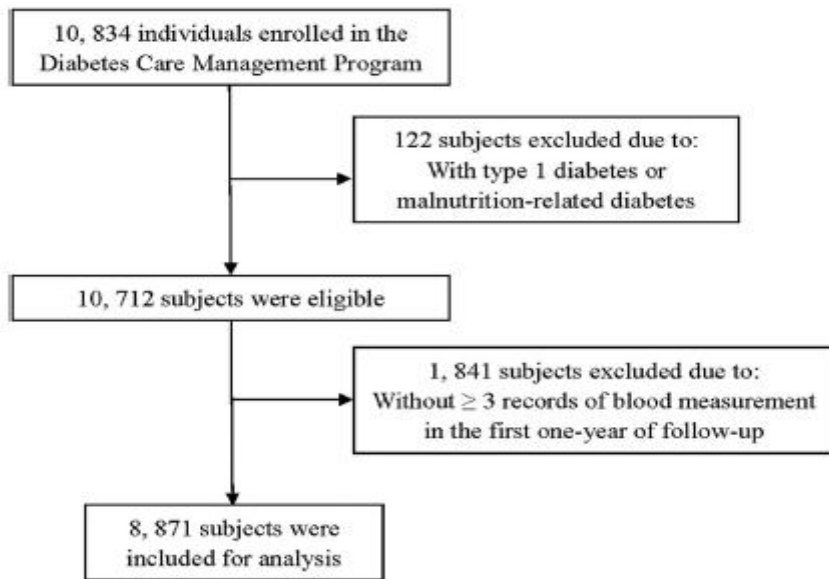 10, 834 individuals enrolled in the
Diabetes Care Management Program
122 subjects excluded due to:
With type 1 diabetes or
malnutrition-related diabetes
10, 712 subjects were eligible
1, 841 subjects excluded due to:
Without ≥ 3 records of blood measurement
in the first one-year of follow-up
8, 871 subjects were
included for analysis